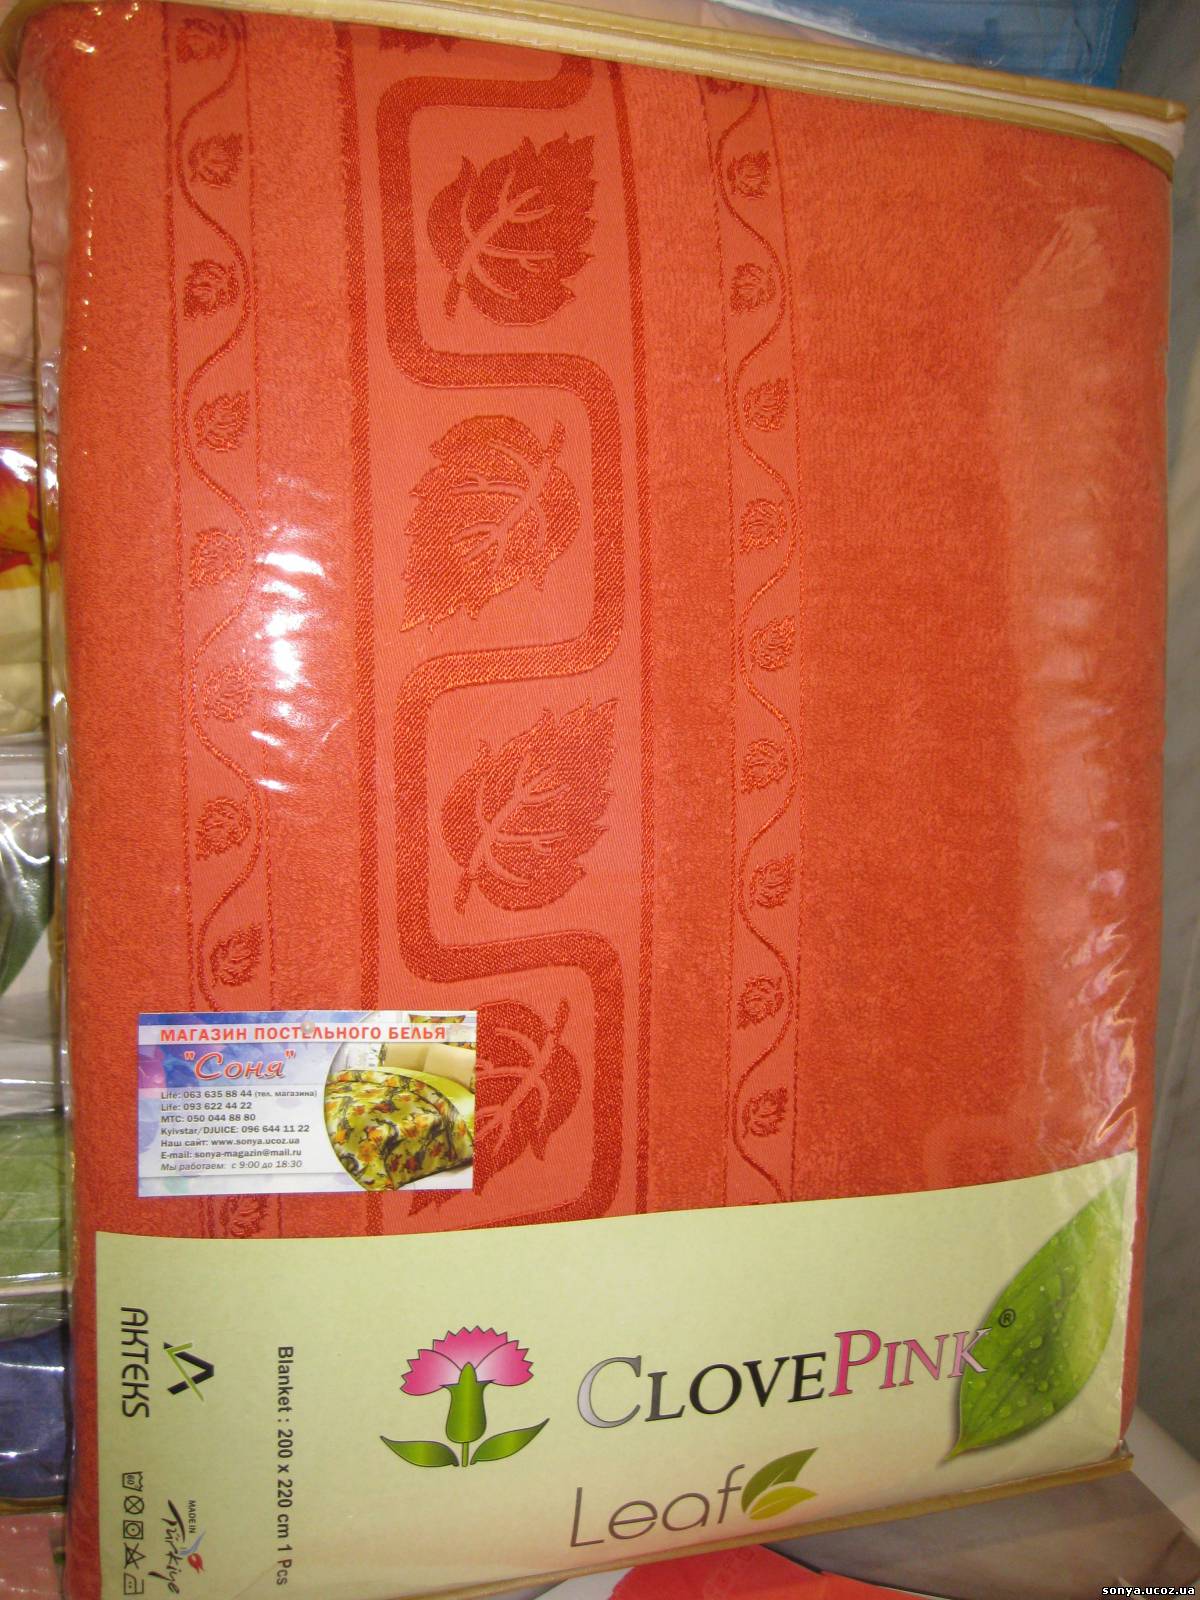 МАГАЗИН ПОСТЕЛЬНОГО БЕЛЬЯ
"Соня"
Life: 063 635 88 44 (тел. магазина)
Life: 093 622 44 22
МТС: 050 044 88 80
Kyivstar/DJUICE: 096 644 11 22
Наш сайт: www.sonya.ucoz.ua
E-mail: sonya-magazin@mail.ru
Мы работаем: с 9:00 до 18:30
CLOVEPINK®
Leaf
AKTEKS
Blanket : 200 x 220 cm 1 Pcs
MADE IN
Türkiye
60
sonya.ucoz.ua